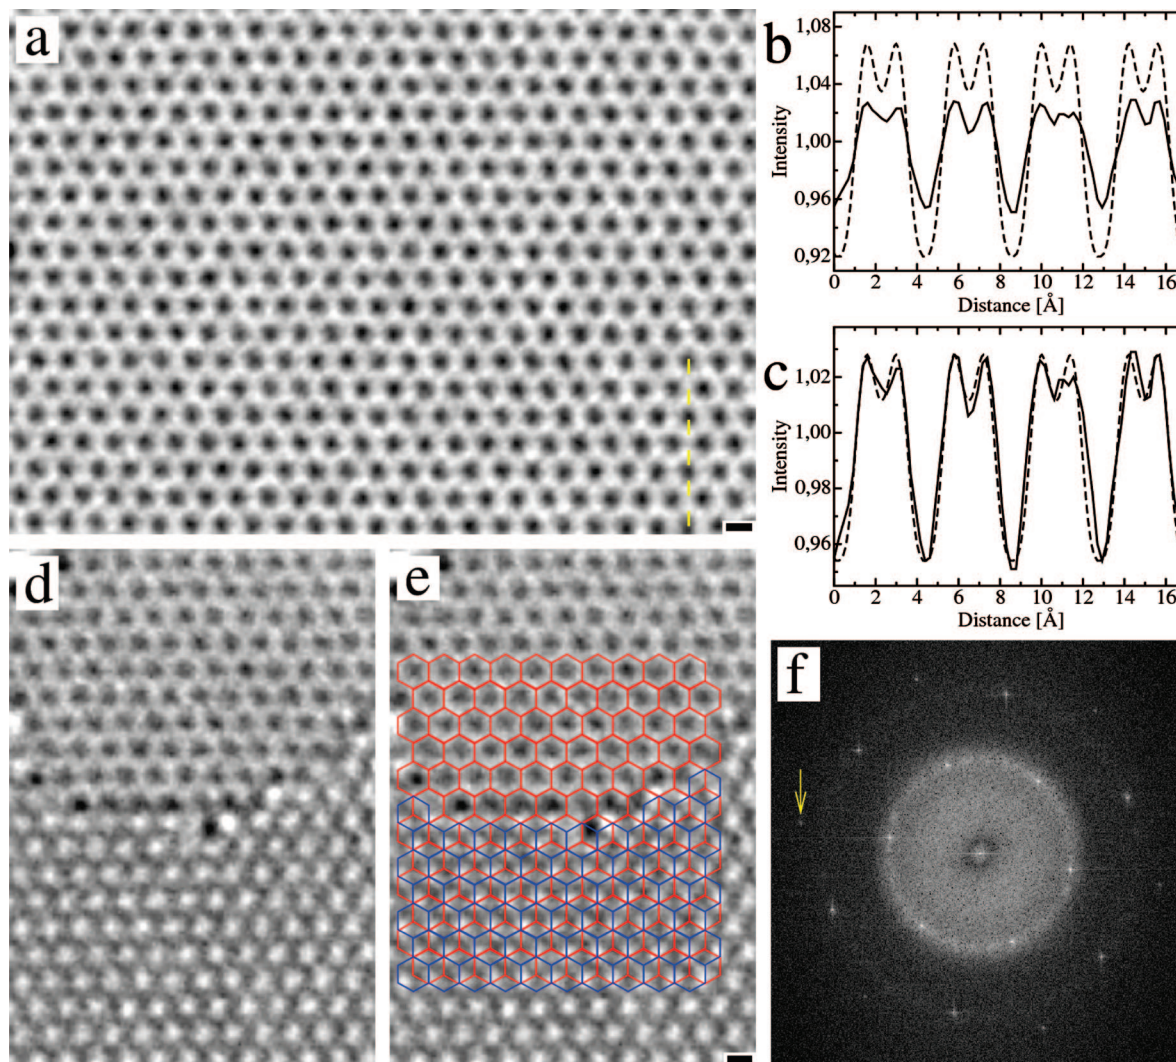 a
b
1,08
1,04
1,00
0,96
0,92
Intensity
0 2 4 6 8 10 12 14 16
Distance [Å]
c
1,02
1,00
0,98
0,96
Intensity
0 2 4 6 8 10 12 14 16
Distance [Å]
d
e
f